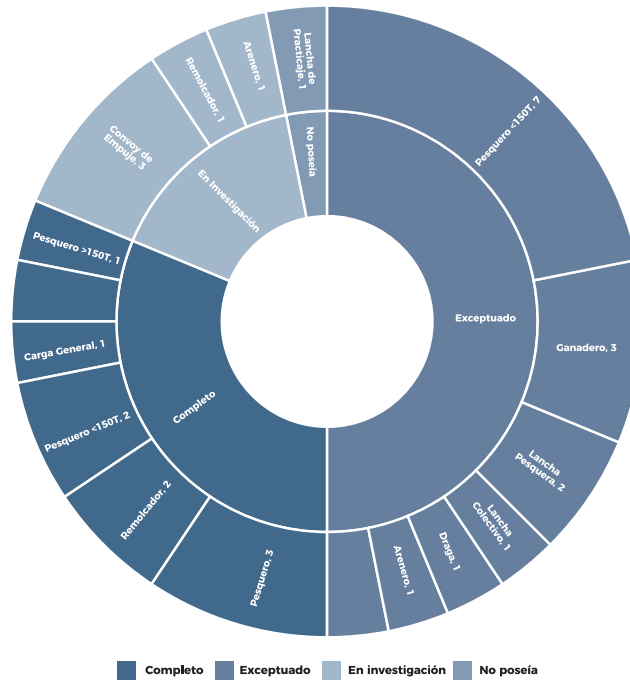 Lancha de
Practicaje, 1
Arenero, 1
Remolcador, 1
Convoy de
Empuje, 3
Pesquero <150T, 7
No poseía
En Investigación
Pesquero >150T, 1
Exceptuado
Ganadero, 3
Carga General, 1
Completo
Pesquero <150T, 2
Lancha
Pesquera, 2
Remolcador, 2
Lancha
Colectivo, 1
Draga, 1
Arenero, 1
Pesquero, 3
Completo
Exceptuado
En investigación
No poseía